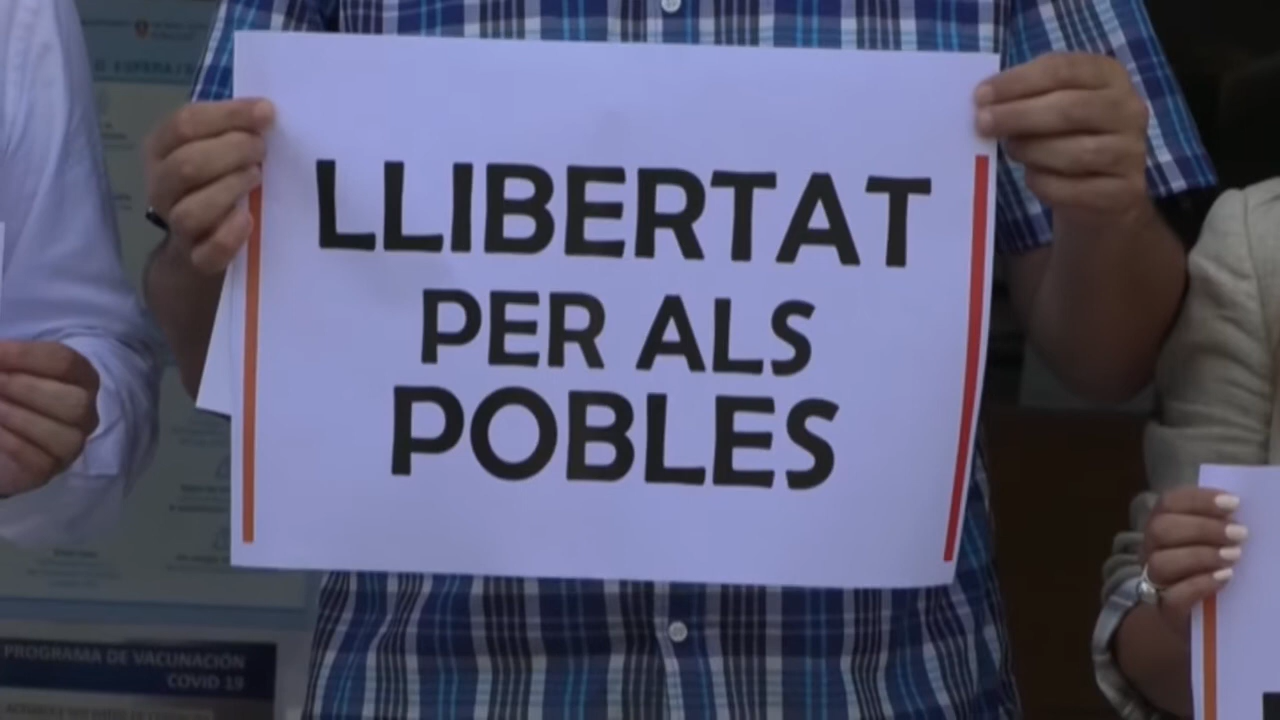 LLIBERTAT
PER ALS
POBLES
PROGRAMA DE VACUNACIÓN
COVID 19